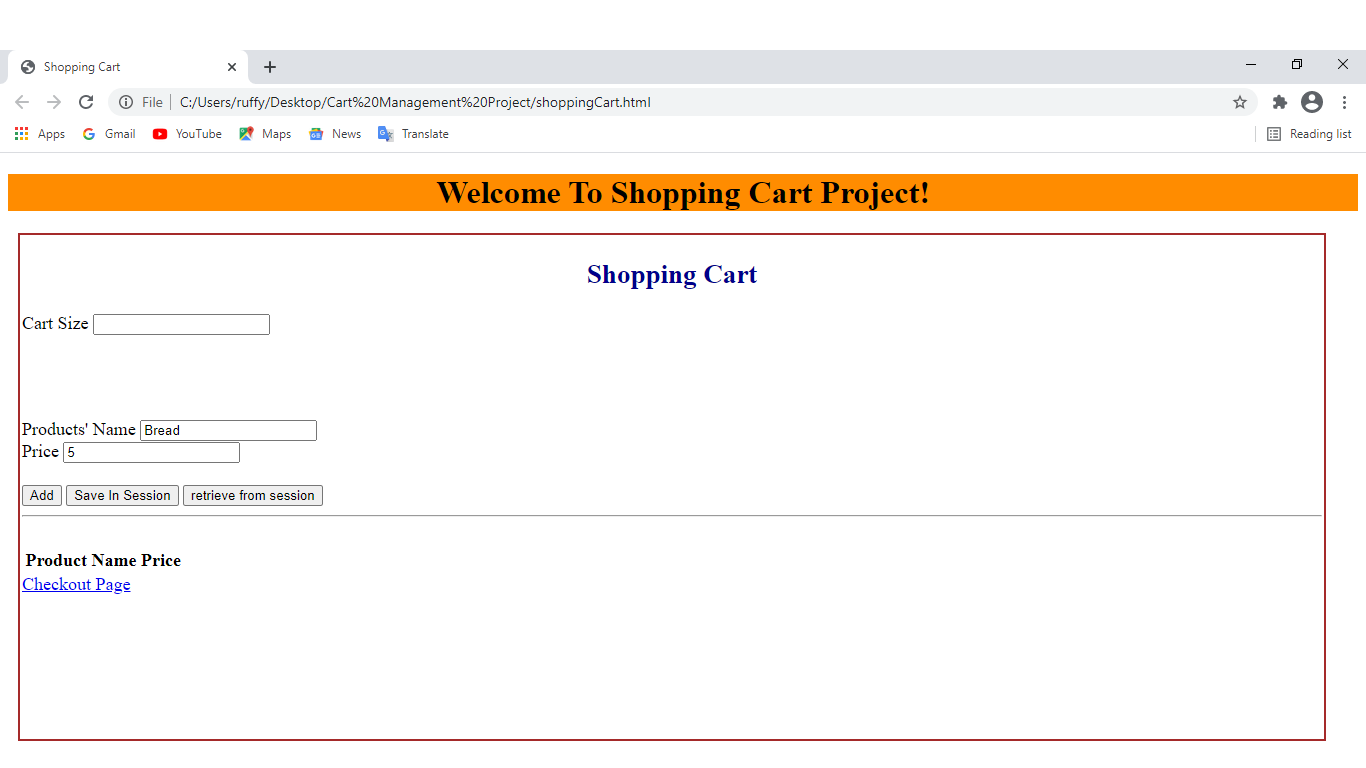 Shopping Cart
File C:/Users/ruffy/Desktop/Cart%20Management%20Project/shoppingCart.html
Apps Gmail YouTube Maps News Translate Reading list
Welcome To Shopping Cart Project!
Shopping Cart
Cart Size
Products' Name Bread
Price 5
Add Save In Session retrieve from session
Product Name Price
Checkout Page